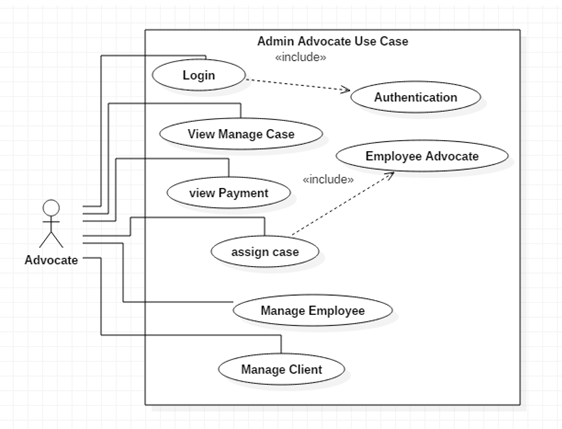 Admin Advocate Use Case
«include»
Login
Authentication
View Manage Case
Employee Advocate
«include»
view Payment
Advocate
assign case
Manage Employee
Manage Client